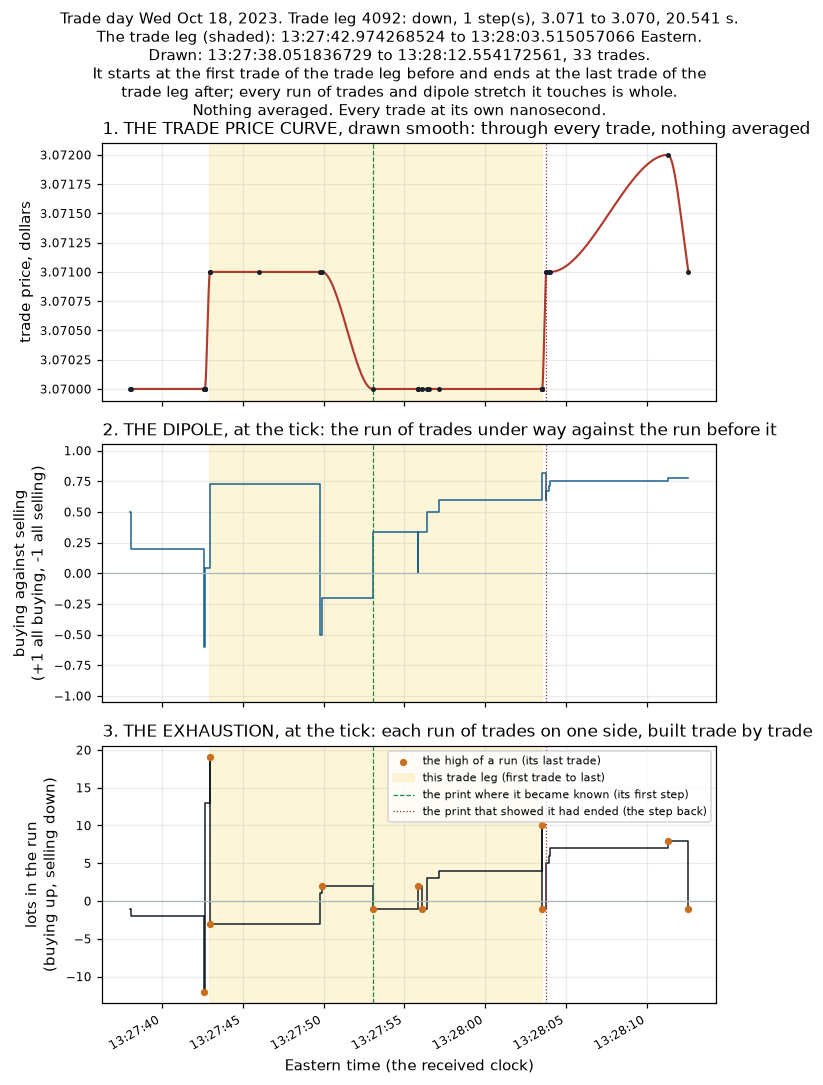 Trade day Wed Oct 18, 2023. Trade leg 4092: down, 1 step(s), 3.071 to 3.070, 20.541 s.
The trade leg (shaded): 13:27:42.974268524 to 13:28:03.515057066 Eastern.
Drawn: 13:27:38.051836729 to 13:28:12.554172561, 33 trades.
It starts at the first trade of the trade leg before and ends at the last trade of the
trade leg after; every run of trades and dipole stretch it touches is whole.
Nothing averaged. Every trade at its own nanosecond.
1. THE TRADE PRICE CURVE, drawn smooth: through every trade, nothing averaged
3.07200
3.07175
3.07150
3.07125
3.07100
3.07075
3.07050
3.07025
3.07000
trade price, dollars
2. THE DIPOLE, at the tick: the run of trades under way against the run before it
1.00
0.75
0.50
0.25
0.00
−0.25
−0.50
−0.75
−1.00
buying against selling
(+1 all buying, -1 all selling)
3. THE EXHAUSTION, at the tick: each run of trades on one side, built trade by trade
the high of a run (its last trade)
this trade leg (first trade to last)
the print where it became known (its first step)
the print that showed it had ended (the step back)
20
15
10
5
0
−5
−10
lots in the run
(buying up, selling down)
13:27:40
13:27:45
13:27:50
13:27:55
13:28:00
13:28:05
13:28:10
Eastern time (the received clock)